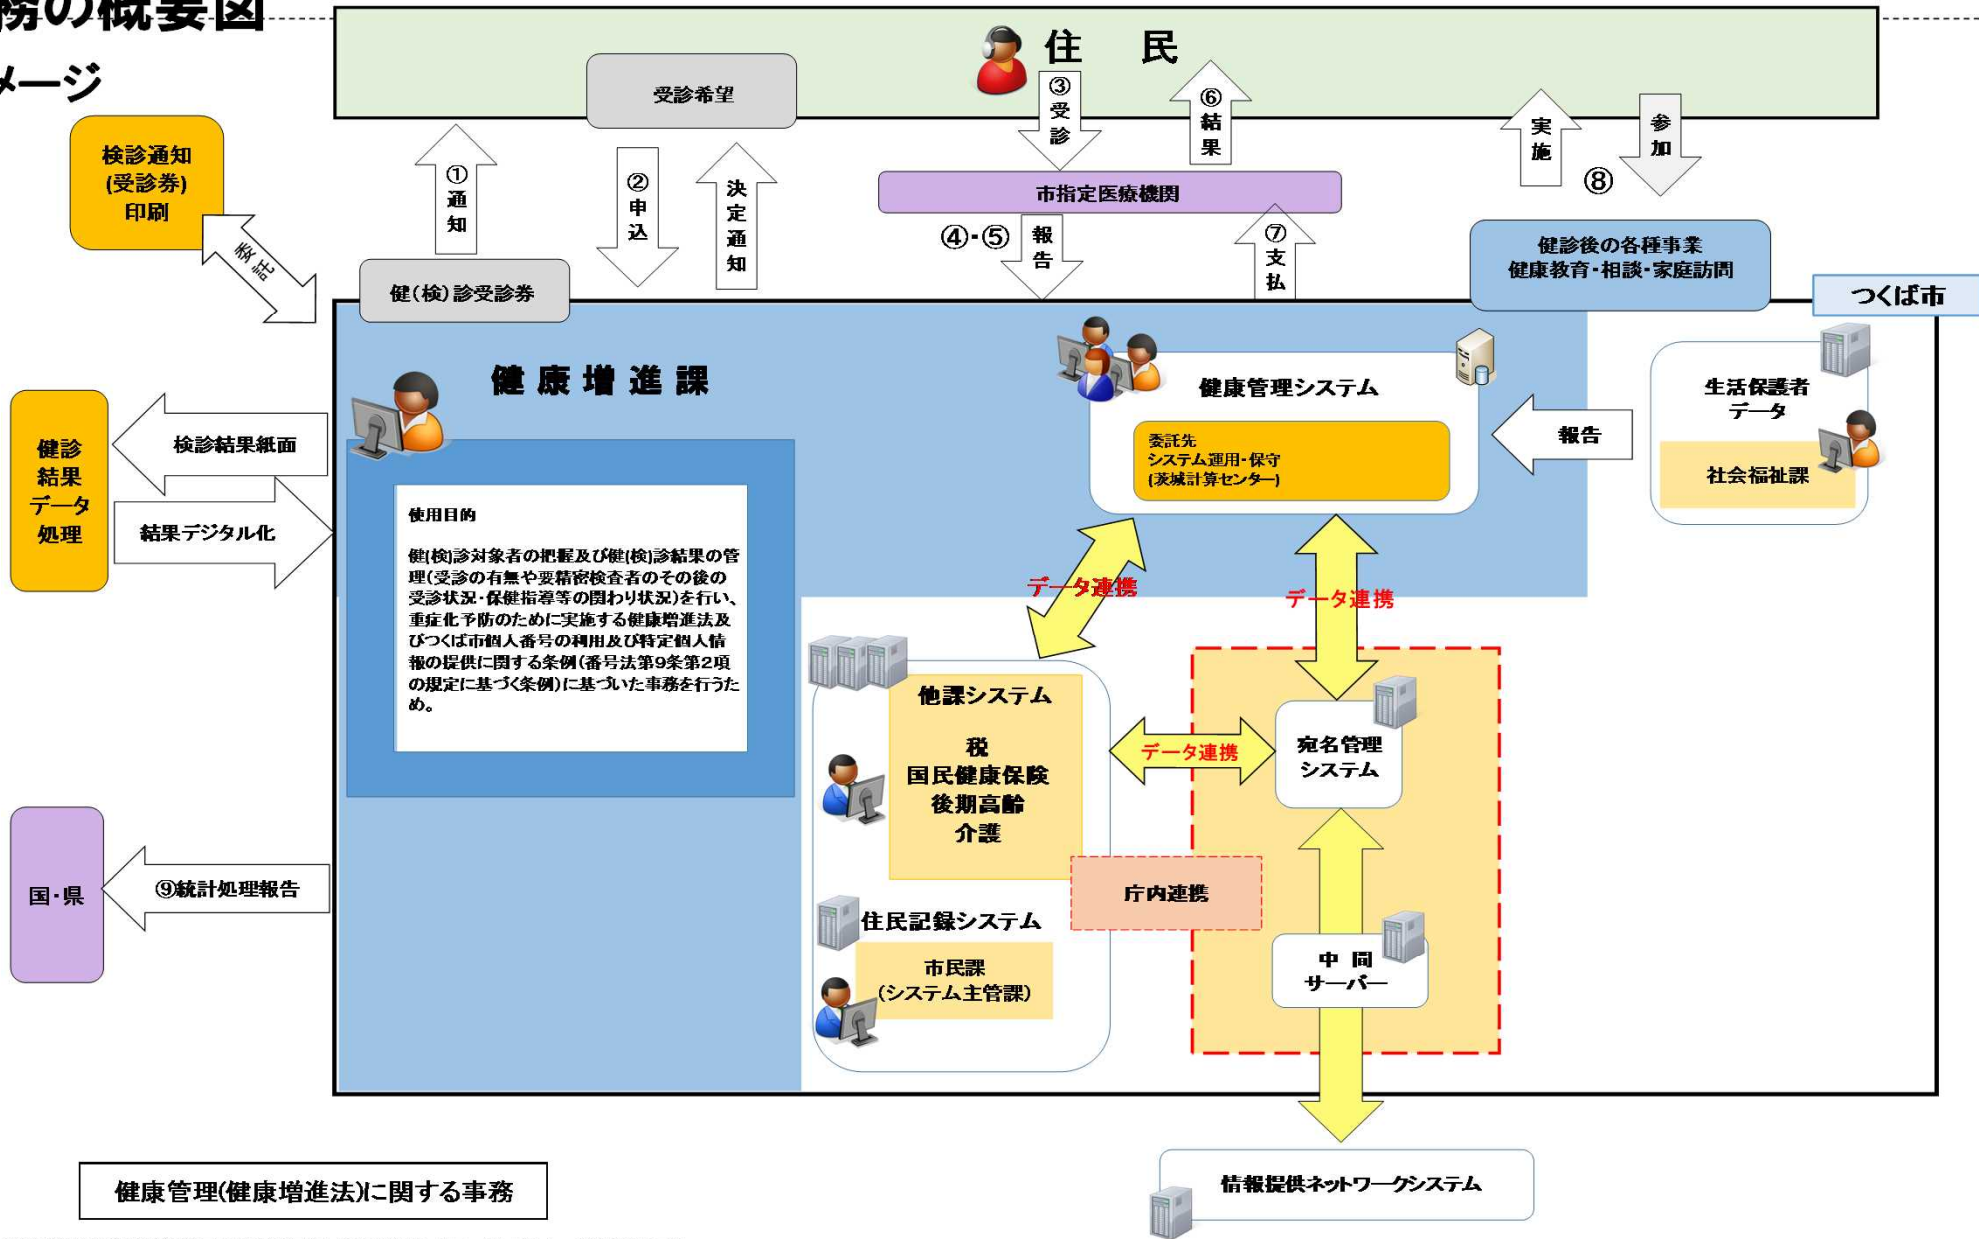 務の概要図
メージ
住 民
受診希望
検診通知
(受診券)
印刷
委託
①通知
②申込
決定通知
③受診
⑥結果
実施
参加
⑧
市指定医療機関
④・⑤
報告
⑦支払
健(検)診受診券
健診後の各種事業
健康教育・相談・家庭訪問
つくば市
健康増進課
健康管理システム
委託先
システム運用・保守
(茨城計算センター)
報告
生活保護者
データ
社会福祉課
健診
結果
データ
処理
検診結果紙面
結果デジタル化
使用目的
健(検)診対象者の把握及び健(検)診結果の管
理(受診の有無や要精密検査者のその後の
受診状況・保健指導等の関わり状況)を行い、
重症化予防のために実施する健康増進法及
びつくば市個人番号の利用及び特定個人情
報の提供に関する条例(番号法第9条第2項
の規定に基づく条例)に基づいた事務を行うた
め。
データ連携
データ連携
他課システム
税
国民健康保険
後期高齢
介護
データ連携
宛名管理
システム
庁内連携
住民記録システム
市民課
(システム主管課)
中 間
サーバー
国・県
⑨統計処理報告
情報提供ネットワークシステム
健康管理(健康増進法)に関する事務